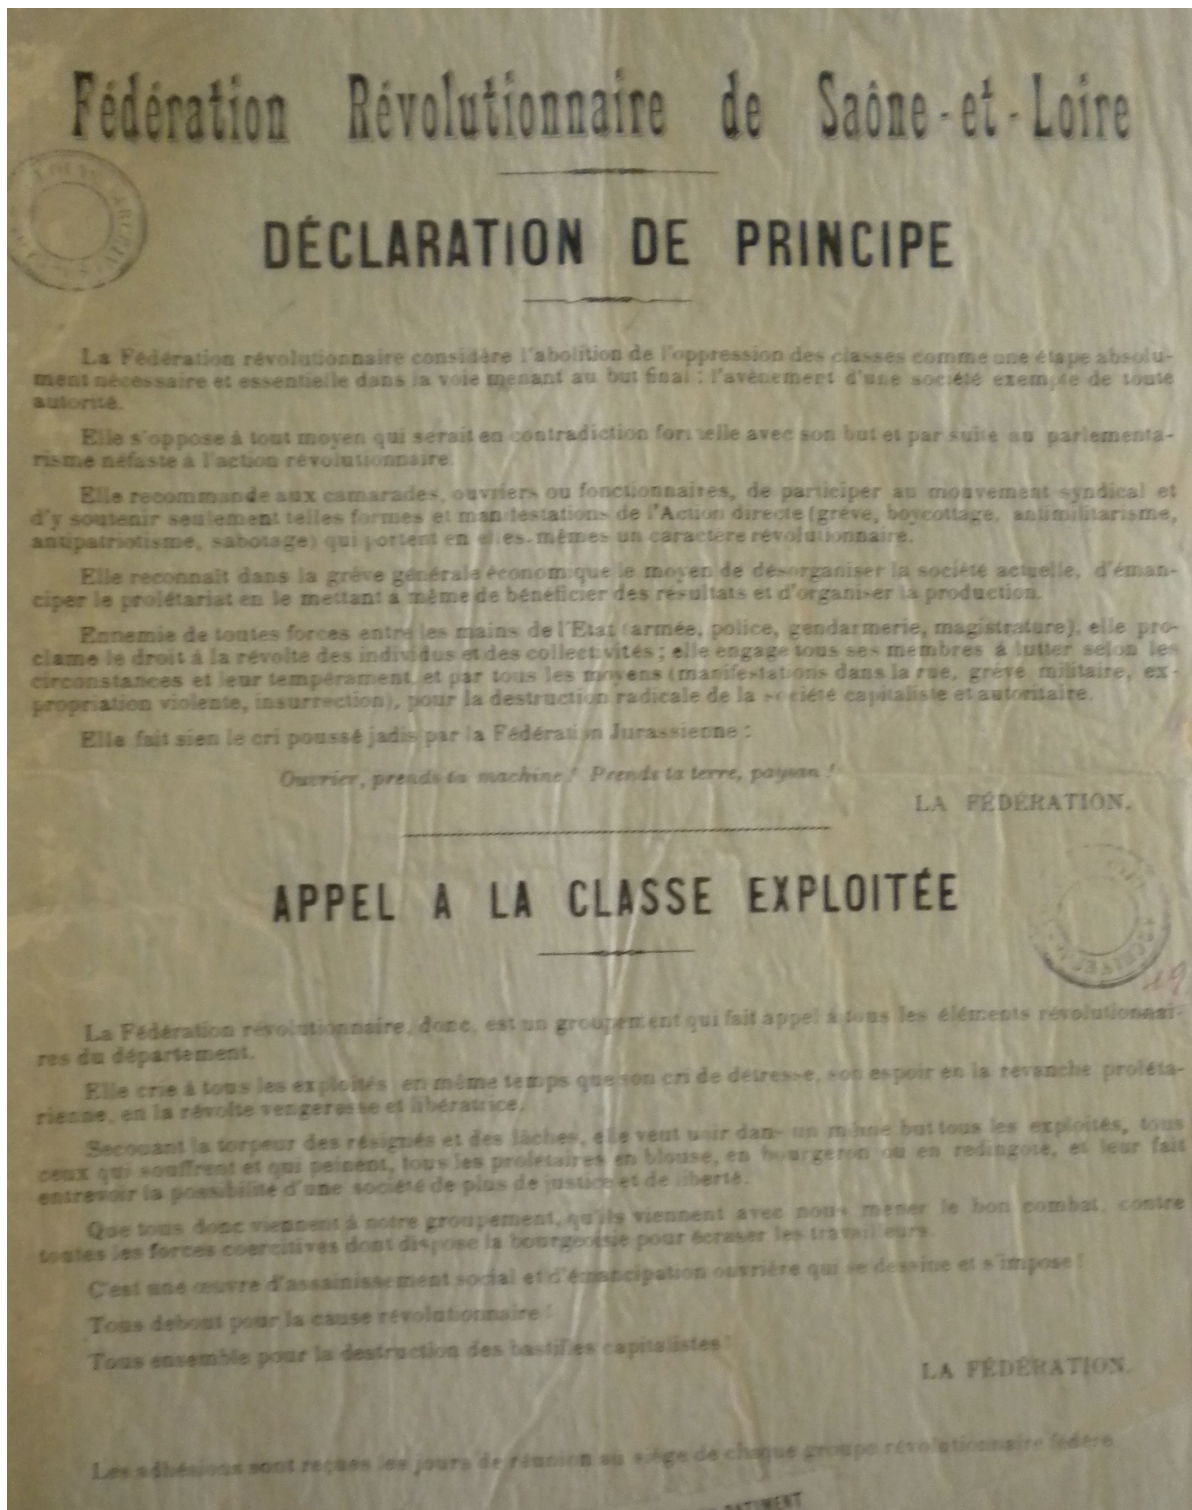 Fédération Révolutionnaire de Saône-et-Loire
DÉCLARATION DE PRINCIPE
La Fédération révolutionnaire considère l'abolition de l'oppression des classes comme une étape absolu-
ment nécessaire et essentielle dans la voie menant au but final : l'avènement d'une société exempte de toute
autorité.
Elle s'oppose à tout moyen qui serait en contradiction formelle avec son but et par suite au parlementa-
risme néfaste à l'action révolutionnaire.
Elle recommande aux camarades, ouvriers ou fonctionnaires, de participer au mouvement syndical et
d'y soutenir seulement telles formes et manifestations de l'Action directe (grève, boycottage, antimilitarisme,
antipatriotisme, sabotage) qui portent en elles-mêmes un caractère révolutionnaire.
Elle reconnaît dans la grève générale économique le moyen de désorganiser la société actuelle, d'éman-
ciper le prolétariat en le mettant à même de bénéficier des résultats et d'organiser la production.
Ennemie de toutes forces entre les mains de l'Etat (armée, police, gendarmerie, magistrature), elle pro-
clame le droit à la révolte des individus et des collectivités ; elle engage tous ses membres à lutter selon les
circonstances et leur tempérament et par tous les moyens (manifestations dans la rue, grève militaire, ex-
propriation violente, insurrection), pour la destruction radicale de la société capitaliste et autoritaire.
Elle fait sien le cri poussé jadis par la Fédération Jurassienne :
Ouvrier, prends ta machine ! Prends ta terre, paysan !
LA FÉDÉRATION.
APPEL A LA CLASSE EXPLOITÉE
19
La Fédération révolutionnaire, donc, est un groupement qui fait appel à tous les éléments révolutionnai-
res du département.
Elle crie à tous les exploités, en même temps que son cri de détresse, son espoir en la revanche proléta-
rienne, en la révolte vengeresse et libératrice.
Secouant la torpeur des résignés et des lâches, elle veut unir dans un même but tous les exploités, tous
ceux qui souffrent et qui peinent, tous les prolétaires en blouse, en bourgeron ou en redingote, et leur fait
entrevoir la possibilité d'une société de plus de justice et de liberté.
Que tous donc viennent à notre groupement, qu'ils viennent avec nous mener le bon combat, contre
toutes les forces coercitives dont dispose la bourgeoisie pour écraser les travailleurs.
C'est une œuvre d'assainissement social et d'émancipation ouvrière qui se dessine et s'impose !
Tous debout pour la cause révolutionnaire !
Tous ensemble pour la destruction des bastilles capitalistes !
LA FÉDÉRATION.
Les adhésions sont reçues les jours de réunion au siège de chaque groupe révolutionnaire fédéré